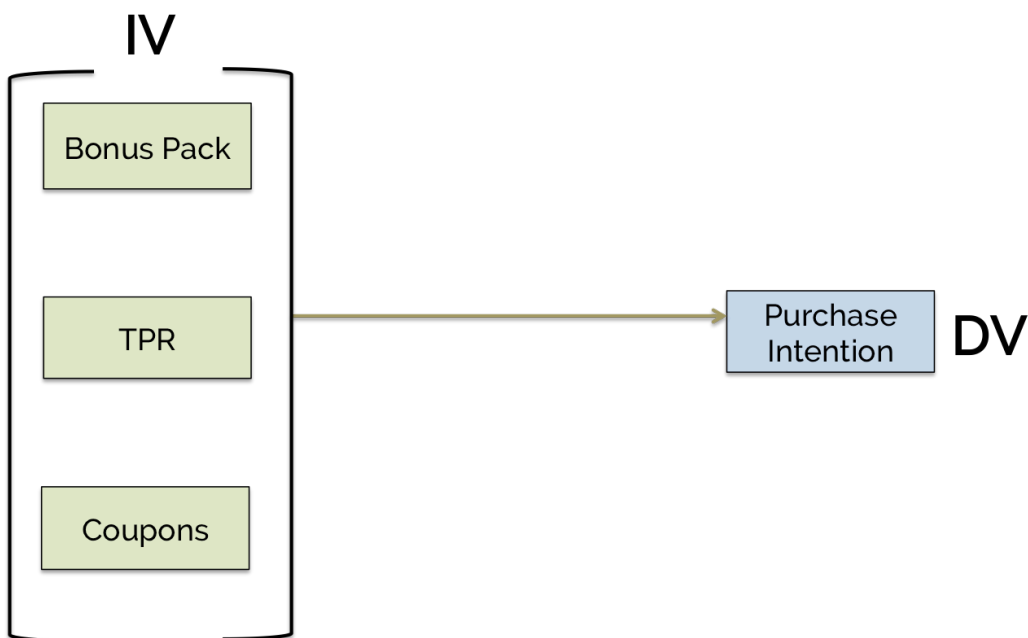 IV
Bonus Pack
TPR
Coupons
Purchase
Intention
DV